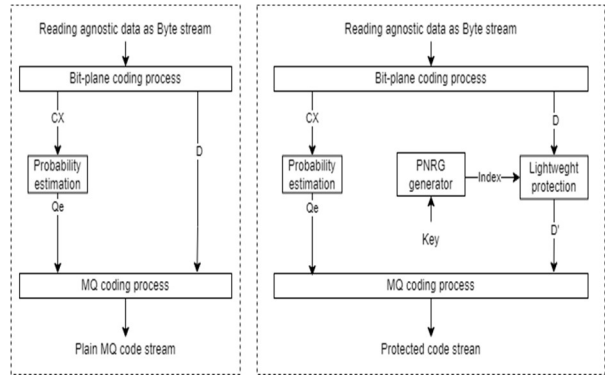 Reading agnostic data as Byte stream
Bit-plane coding process
CX
D
Probability
estimation
Qe
MQ coding process
Plain MQ code stream
Reading agnostic data as Byte stream
Bit-plane coding process
CX
D
Probability
estimation
PNRG
generator
Index
Lightweght
protection
Qe
Key
D'
MQ coding process
Protected code strean